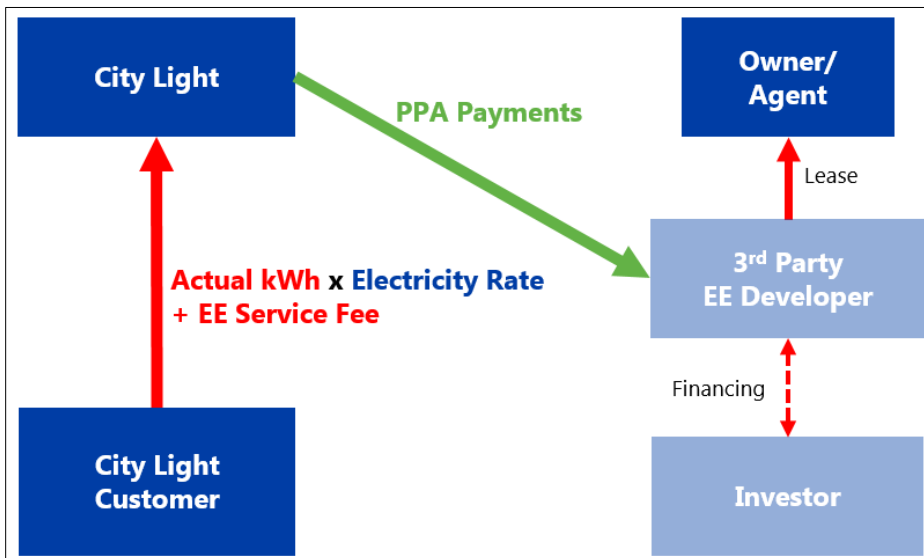 City Light
Owner/
Agent
PPA Payments
Lease
3rd Party
EE Developer
Actual kWh x Electricity Rate
+ EE Service Fee
Financing
City Light
Customer
Investor